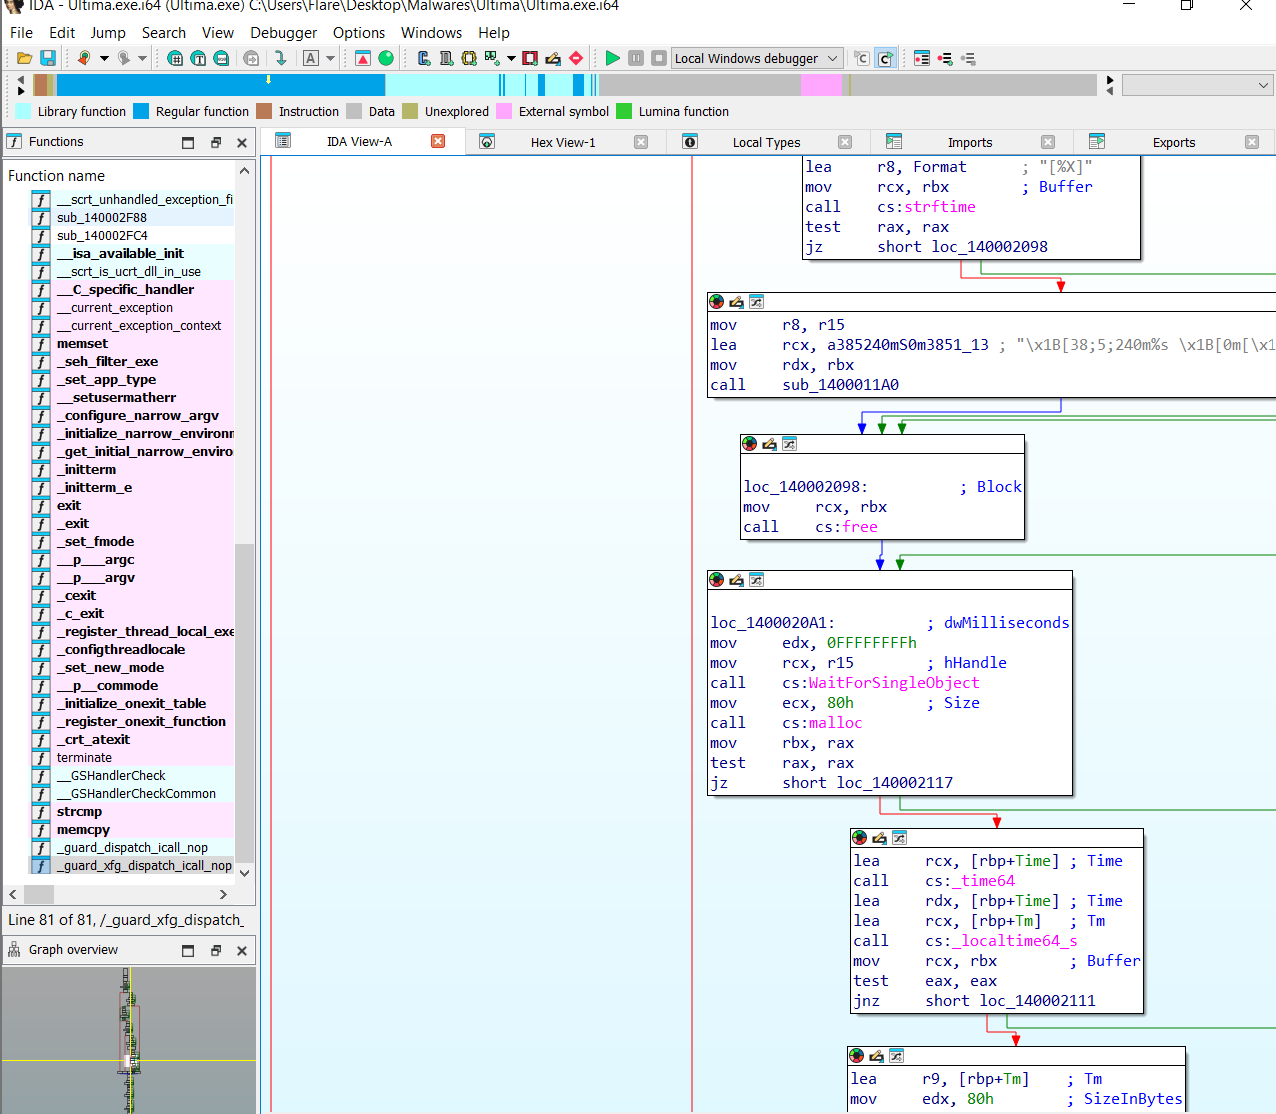 IDA - Ultima.exe.i64 (Ultima.exe) C:\Users\Flare\Desktop\Malwares\Ultima\Ultima.exe.i64
File Edit Jump Search View Debugger Options Windows Help
Local Windows debugger
Library function Regular function Instruction Data Unexplored External symbol Lumina function
Functions
IDA View-A Hex View-1 Local Types Imports Exports
Function name
__scrt_unhandled_exception_fi
sub_140002F88
sub_140002FC4
__isa_available_init
__scrt_is_ucrt_dll_in_use
__C_specific_handler
__current_exception
__current_exception_context
memset
_seh_filter_exe
_set_app_type
__setusermatherr
_configure_narrow_argv
_initialize_narrow_environm
_get_initial_narrow_enviro
_initterm
_initterm_e
exit
_exit
_set_fmode
__p___argc
__p___argv
_cexit
_c_exit
_register_thread_local_exe
_configthreadlocale
_set_new_mode
__p__commode
_initialize_onexit_table
_register_onexit_function
_crt_atexit
terminate
__GSHandlerCheck
__GSHandlerCheckCommon
strcmp
memcpy
_guard_dispatch_icall_nop
_guard_xfg_dispatch_icall_nop
Line 81 of 81, /_guard_xfg_dispatch_
Graph overview
lea r8, Format ; "[%X]"
mov rcx, rbx ; Buffer
call cs:strftime
test rax, rax
jz short loc_140002098
mov r8, r15
lea rcx, a385240mS0m3851_13 ; "\x1B[38;5;240m%s \x1B[0m[\x1
mov rdx, rbx
call sub_1400011A0
loc_140002098: ; Block
mov rcx, rbx
call cs:free
loc_1400020A1: ; dwMilliseconds
mov edx, 0FFFFFFFFh
mov rcx, r15 ; hHandle
call cs:WaitForSingleObject
mov ecx, 80h ; Size
call cs:malloc
mov rbx, rax
test rax, rax
jz short loc_140002117
lea rcx, [rbp+Time] ; Time
call cs:_time64
lea rdx, [rbp+Time] ; Time
lea rcx, [rbp+Tm] ; Tm
call cs:_localtime64_s
mov rcx, rbx ; Buffer
test eax, eax
jnz short loc_140002111
lea r9, [rbp+Tm] ; Tm
mov edx, 80h ; SizeInBytes